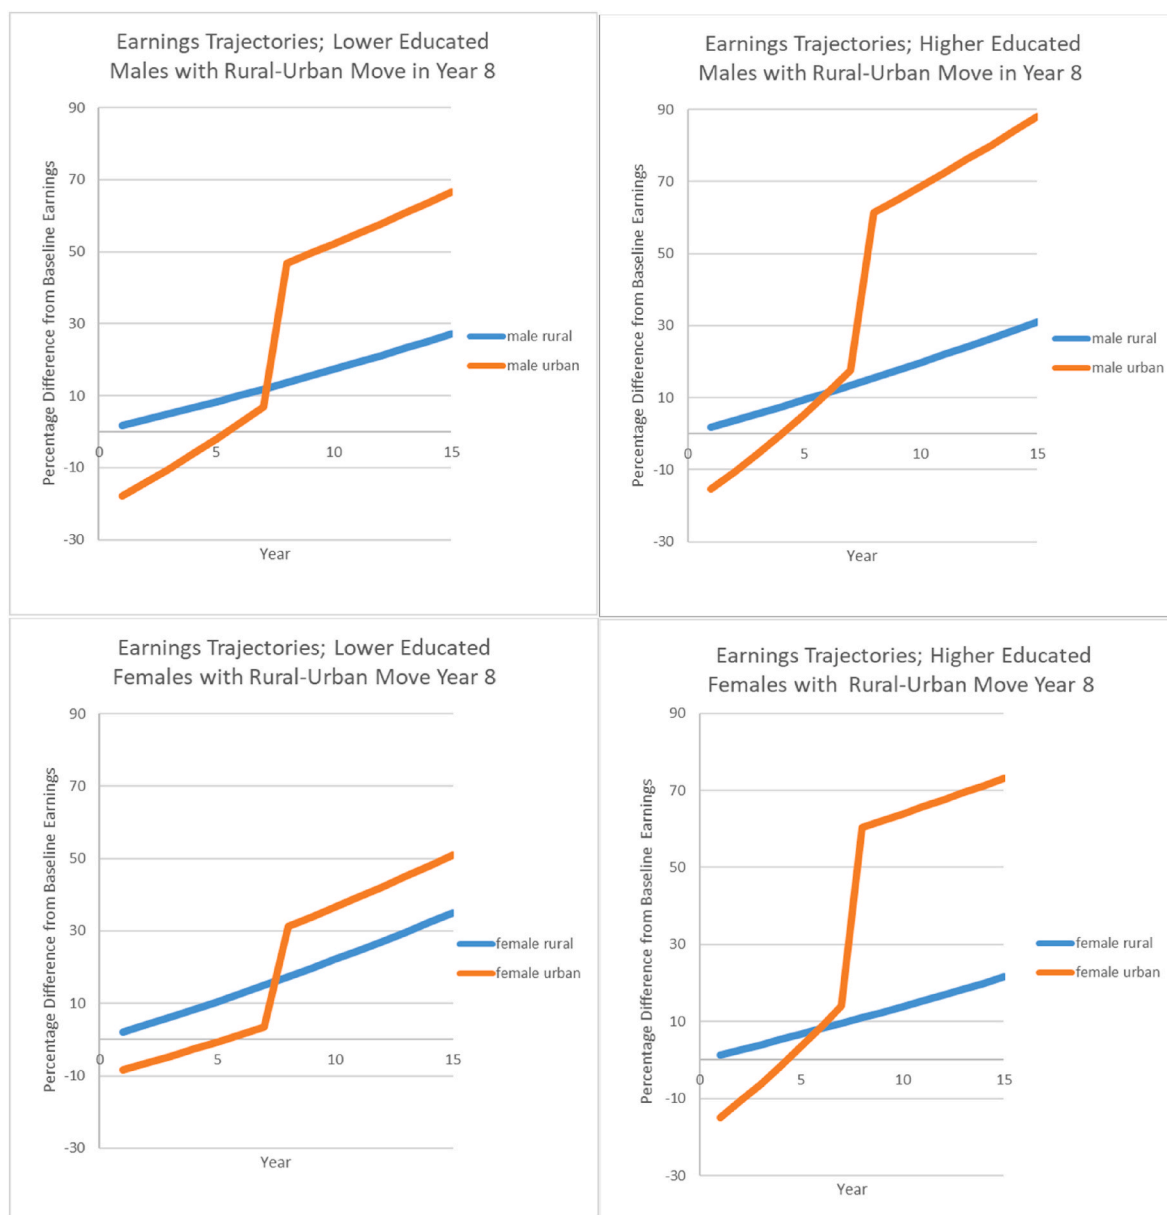 Earnings Trajectories; Lower Educated
Males with Rural-Urban Move in Year 8
Percentage Difference from Baseline Earnings
90
70
50
30
10
-10
-30
0
5
10
15
Year
male rural
male urban
Earnings Trajectories; Higher Educated
Males with Rural-Urban Move in Year 8
Percentage Difference from Baseline Earnings
90
70
50
30
10
-10
-30
0
5
10
15
Year
male rural
male urban
Earnings Trajectories; Lower Educated
Females with Rural-Urban Move Year 8
Percentage Difference from Baseline Earnings
90
70
50
30
10
-10
-30
0
5
10
15
Year
female rural
female urban
Earnings Trajectories; Higher Educated
Females with  Rural-Urban Move Year 8
Percentage Difference from Baseline Earnings
90
70
50
30
10
-10
-30
0
5
10
15
Year
female rural
female urban